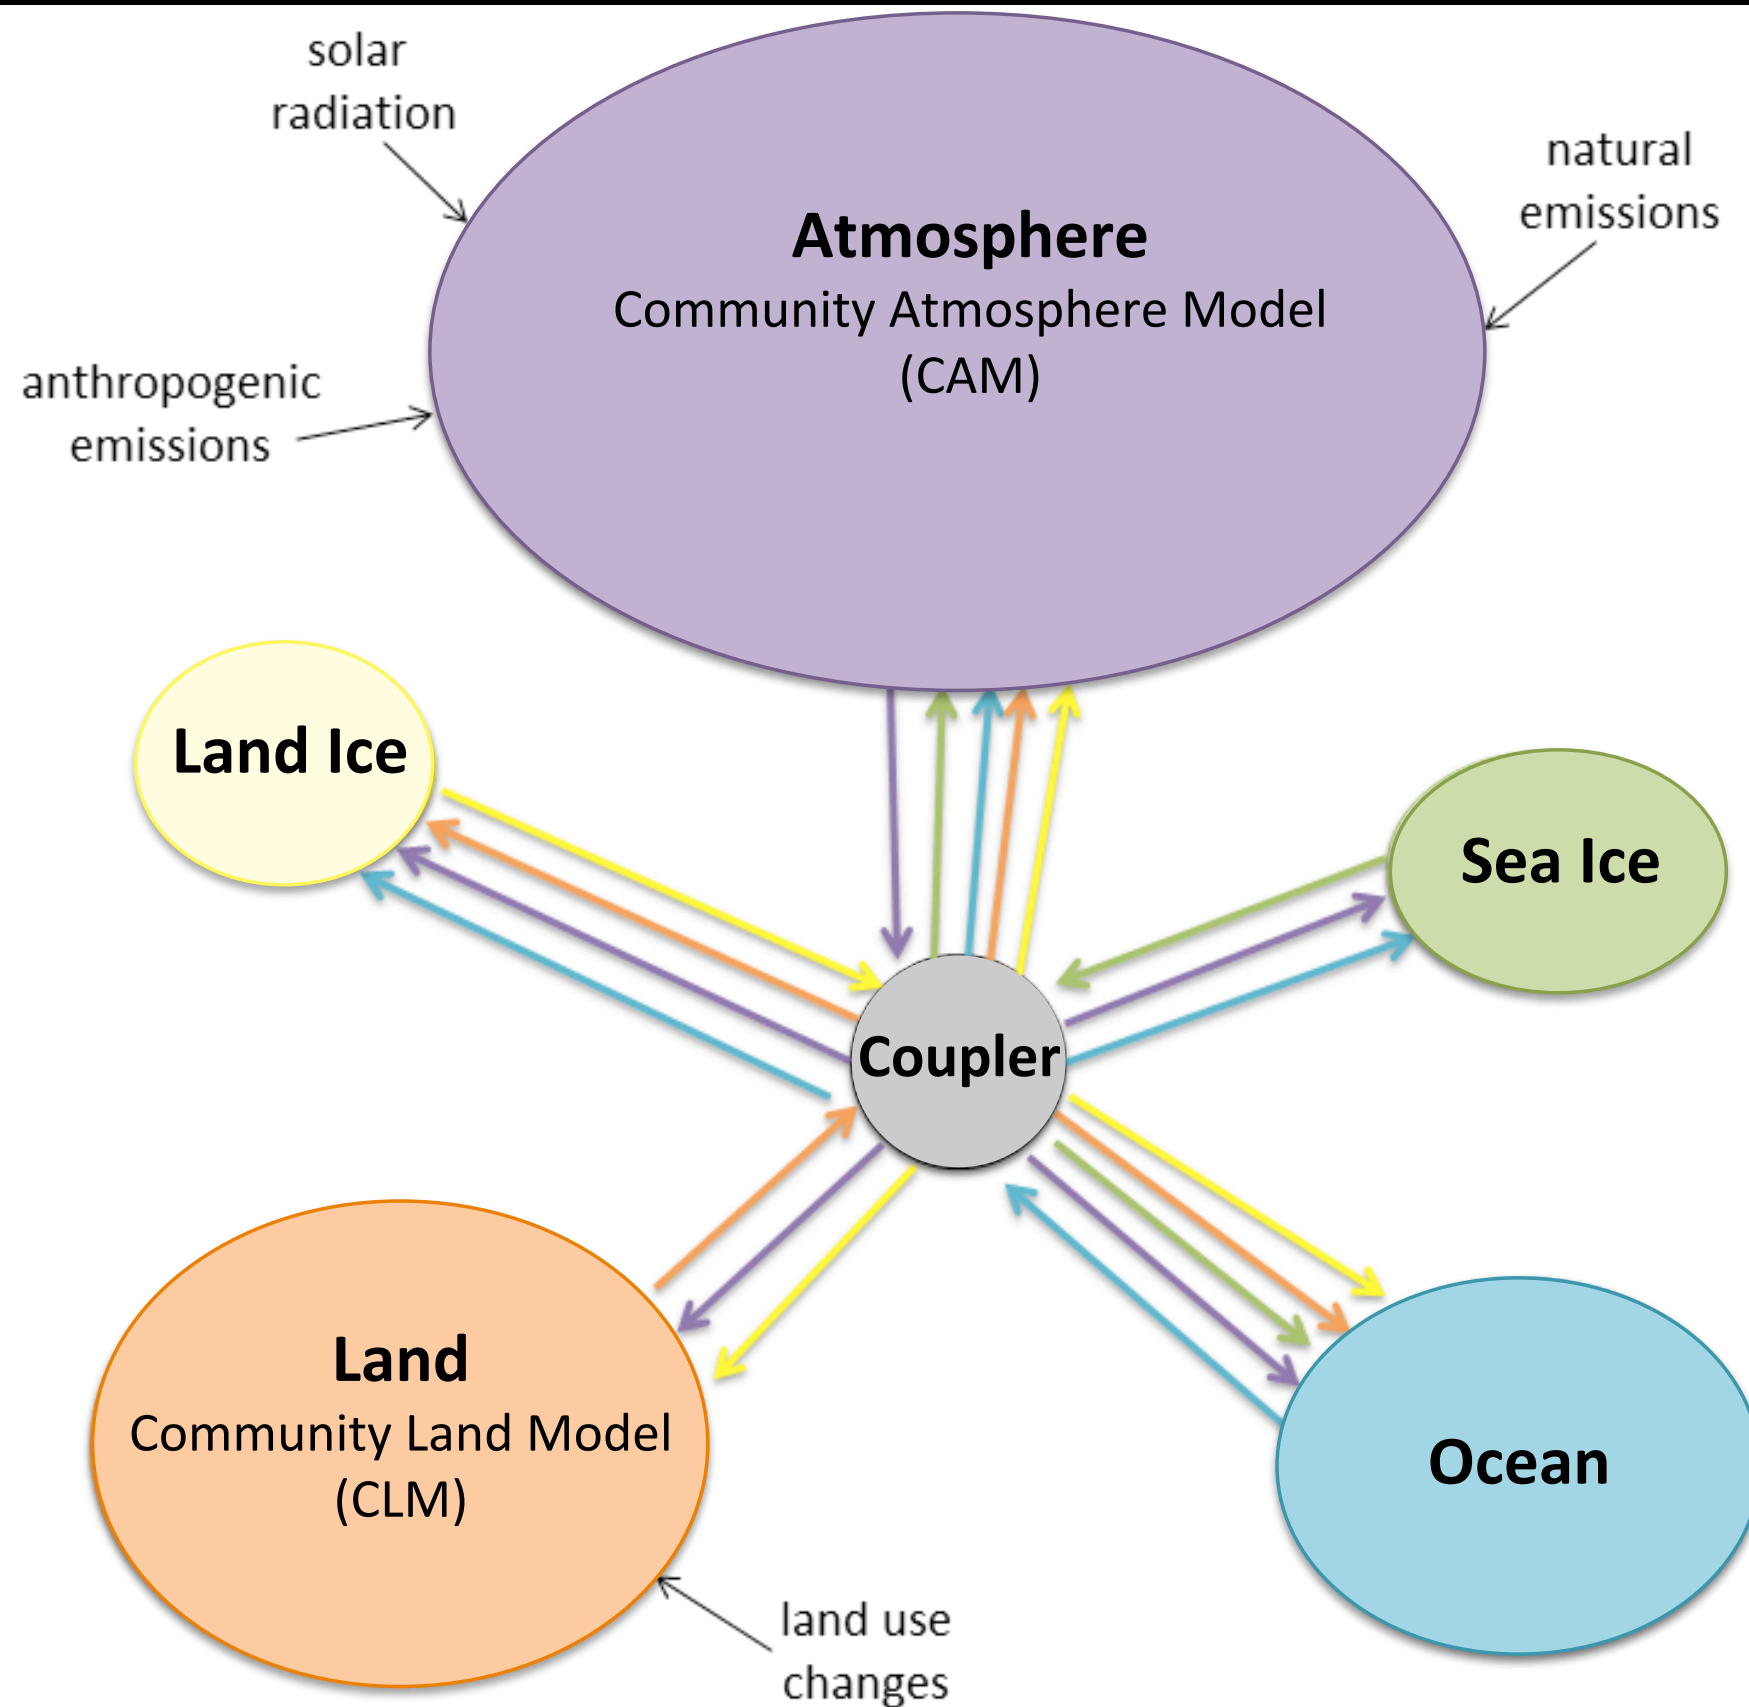 solar
radiation
natural
emissions
Atmosphere
Community Atmosphere Model
(CAM)
anthropogenic
emissions
Land Ice
Sea Ice
Coupler
Land
Community Land Model
(CLM)
Ocean
land use
changes